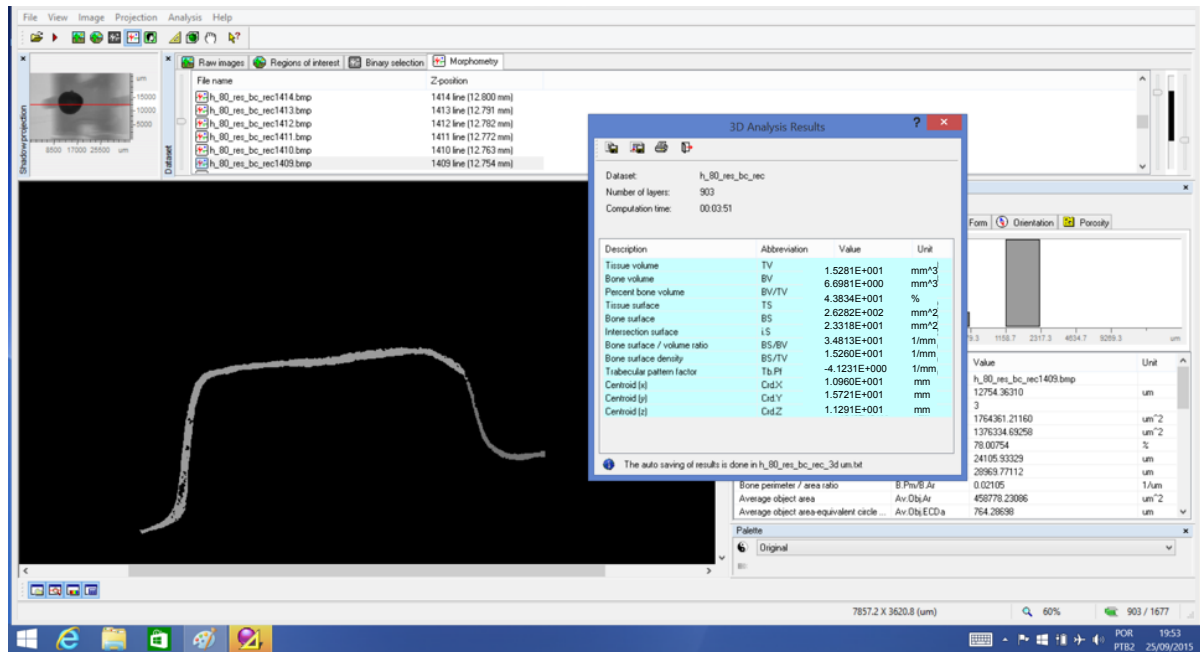 File View Image Projection Analysis Help
Raw images Regions of interest Binary selection Morphometry
File name Z-position
h_80_res_bc_rec1414.bmp 1414 line (12.800 mm)
h_80_res_bc_rec1413.bmp 1413 line (12.791 mm)
h_80_res_bc_rec1412.bmp 1412 line (12.782 mm)
h_80_res_bc_rec1411.bmp 1411 line (12.772 mm)
h_80_res_bc_rec1410.bmp 1410 line (12.763 mm)
h_80_res_bc_rec1409.bmp 1409 line (12.754 mm)
Shadow projection
um
15000
10000
5000
8500 17000 25500 um
Dataset
3D Analysis Results
Dataset: h_80_res_bc_rec
Number of layers: 903
Computation time: 00:03:51
Description Abbreviation Value Unit
Tissue volume TV 1.5281E+001 mm^3
Bone volume BV 6.6981E+000 mm^3
Percent bone volume BV/TV 4.3834E+001 %
Tissue surface TS 2.6282E+002 mm^2
Bone surface BS 2.3318E+001 mm^2
Intersection surface i.S 3.4813E+001 1/mm
Bone surface / volume ratio BS/BV 1.5260E+001 1/mm
Bone surface density BS/TV -4.1231E+000 1/mm
Trabecular pattern factor Tb.Pf 1.0960E+001 mm
Centroid (x) Crd.X 1.5721E+001 mm
Centroid (y) Crd.Y 1.1291E+001 mm
Centroid (z) Crd.Z
The auto saving of results is done in h_80_res_bc_rec_3d um.txt
Form Orientation Porosity
1158.7 2317.3 4634.7 9269.3 um
Value Unit
h_80_res_bc_rec1409.bmp
12754.36310 um
3
1764361.21160 um^2
1376334.69258 um^2
78.00754 %
24105.93329 um
28969.77112 um
Bone perimeter / area ratio B.Pm/B.Ar 0.02105 1/um
Average object area Av.Obj.Ar 458778.23086 um^2
Average object area-equivalent circle ... Av.Obj.ECDa 764.28698 um
Palette
Original
7857.2 X 3620.8 (um) 60% 903 / 1677
POR 19:53
PTB2 25/09/2015